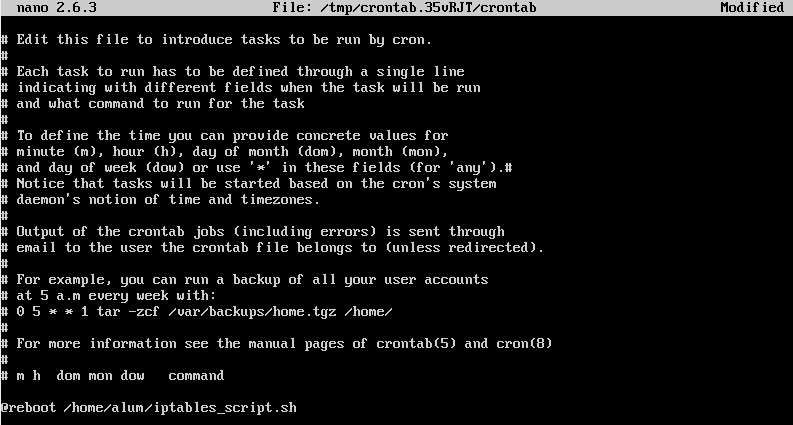 nano 2.6.3 File: /tmp/crontab.35vRJT/crontab Modified
# Edit this file to introduce tasks to be run by cron.
#
# Each task to run has to be defined through a single line
# indicating with different fields when the task will be run
# and what command to run for the task
#
# To define the time you can provide concrete values for
# minute (m), hour (h), day of month (dom), month (mon),
# and day of week (dow) or use '*' in these fields (for 'any').#
# Notice that tasks will be started based on the cron's system
# daemon's notion of time and timezones.
#
# Output of the crontab jobs (including errors) is sent through
# email to the user the crontab file belongs to (unless redirected).
#
# For example, you can run a backup of all your user accounts
# at 5 a.m every week with:
# 0 5 * * 1 tar -zcf /var/backups/home.tgz /home/
#
# For more information see the manual pages of crontab(5) and cron(8)
#
# m h  dom mon dow   command
@reboot /home/alum/iptables_script.sh